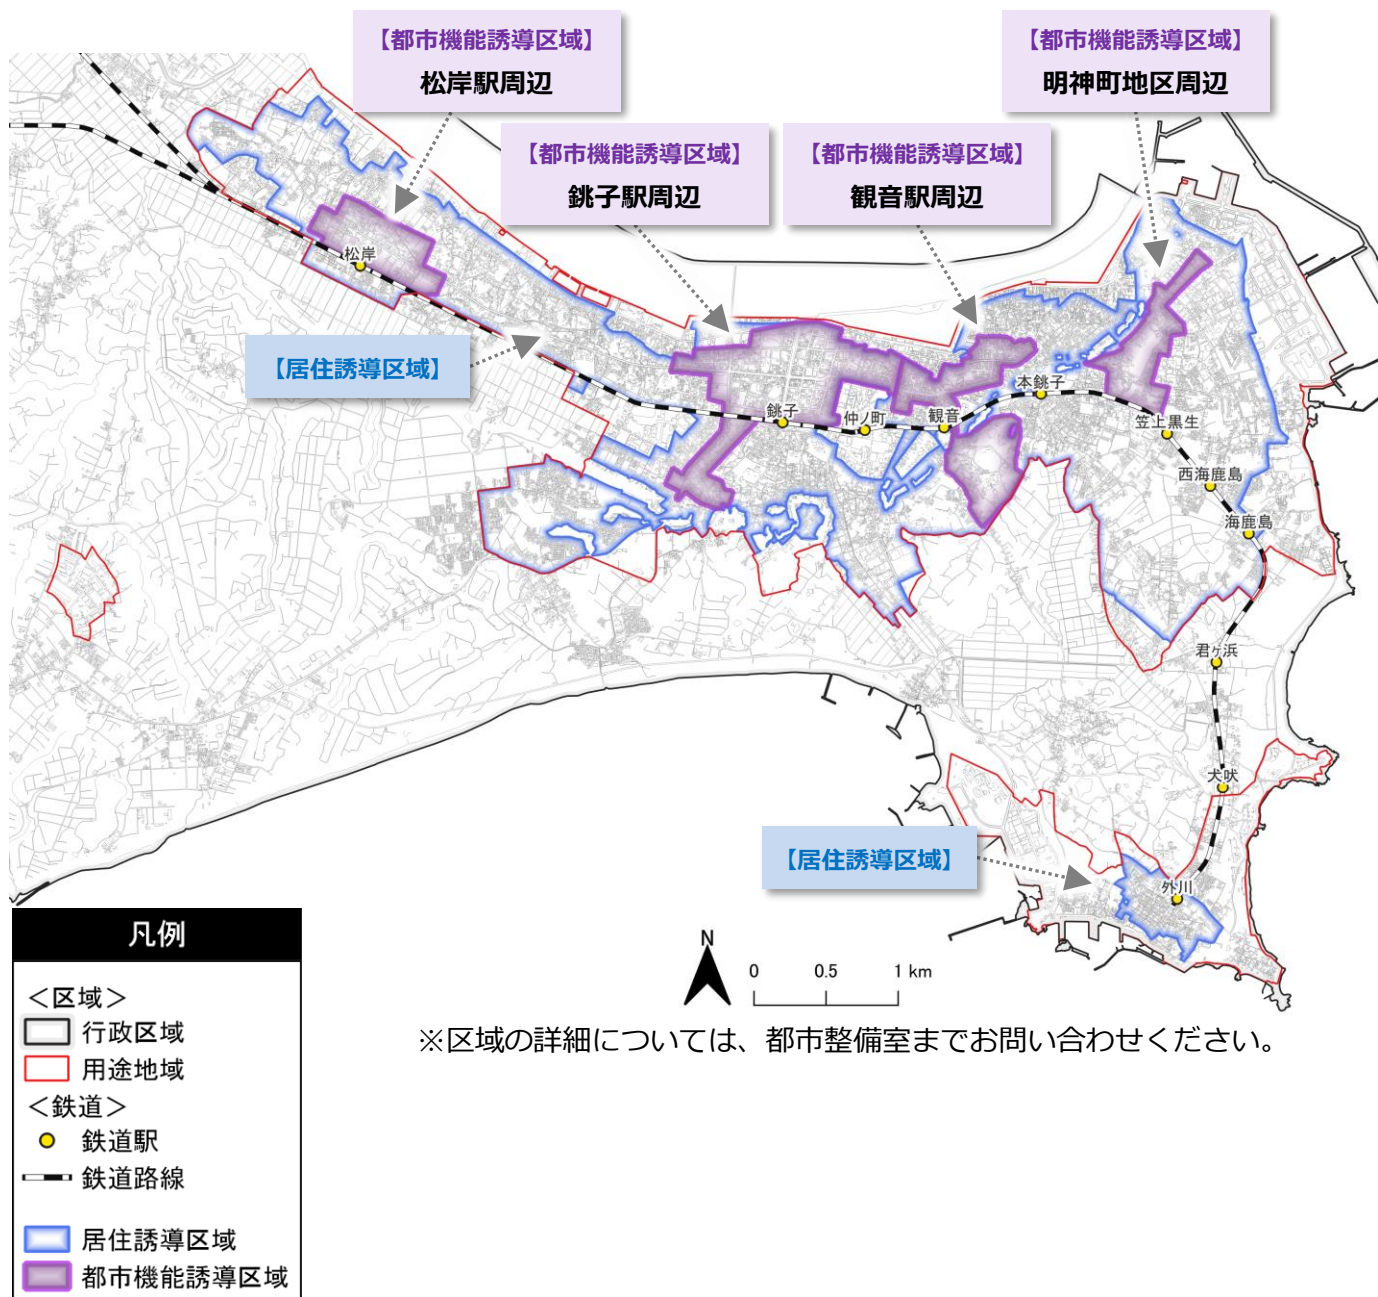 【都市機能誘導区域】
松岸駅周辺
【都市機能誘導区域】
明神町地区周辺
【都市機能誘導区域】
銚子駅周辺
【都市機能誘導区域】
観音駅周辺
松岸
【居住誘導区域】
銚子
仲ノ町
観音
本銚子
笠上黒生
西海鹿島
海鹿島
君ヶ浜
犬吠
【居住誘導区域】
外川
凡例
＜区域＞
行政区域
用途地域
＜鉄道＞
鉄道駅
鉄道路線
居住誘導区域
都市機能誘導区域
N
0 0.5 1 km
※区域の詳細については、都市整備室までお問い合わせください。